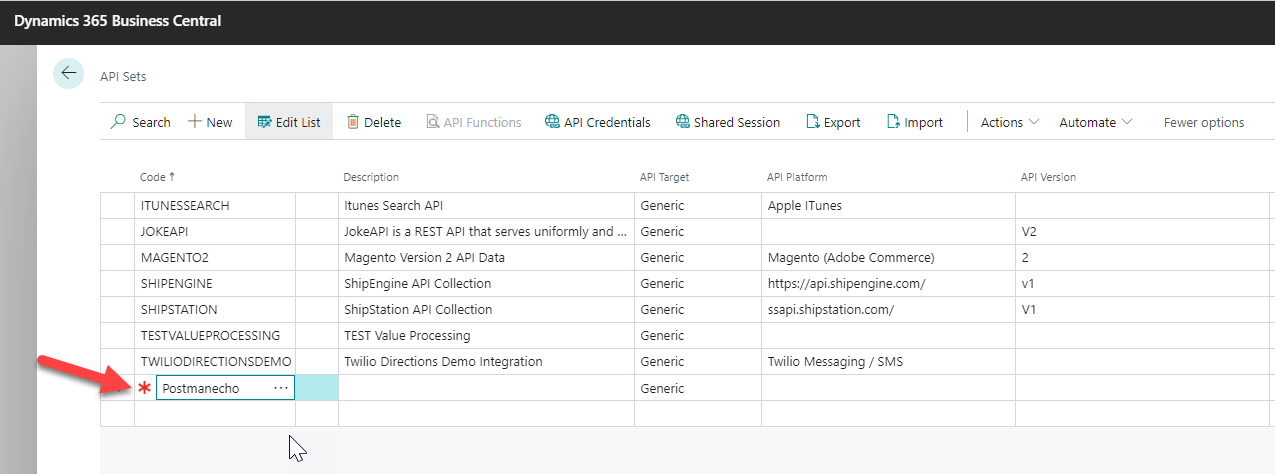 Dynamics 365 Business Central
API Sets
Search New Edit List Delete API Functions API Credentials Shared Session Export Import Actions Automate Fewer options
Code ↑ Description API Target API Platform API Version
ITUNESSEARCH Itunes Search API Generic Apple ITunes
JOKEAPI JokeAPI is a REST API that serves uniformly and ... Generic V2
MAGENTO2 Magento Version 2 API Data Generic Magento (Adobe Commerce) 2
SHIPENGINE ShipEngine API Collection Generic https://api.shipengine.com/ v1
SHIPSTATION ShipStation API Collection Generic ssapi.shipstation.com/ V1
TESTVALUEPROCESSING TEST Value Processing Generic
TWILIODIRECTIONSDEMO Twilio Directions Demo Integration Generic Twilio Messaging / SMS
* Postmanecho ... Generic